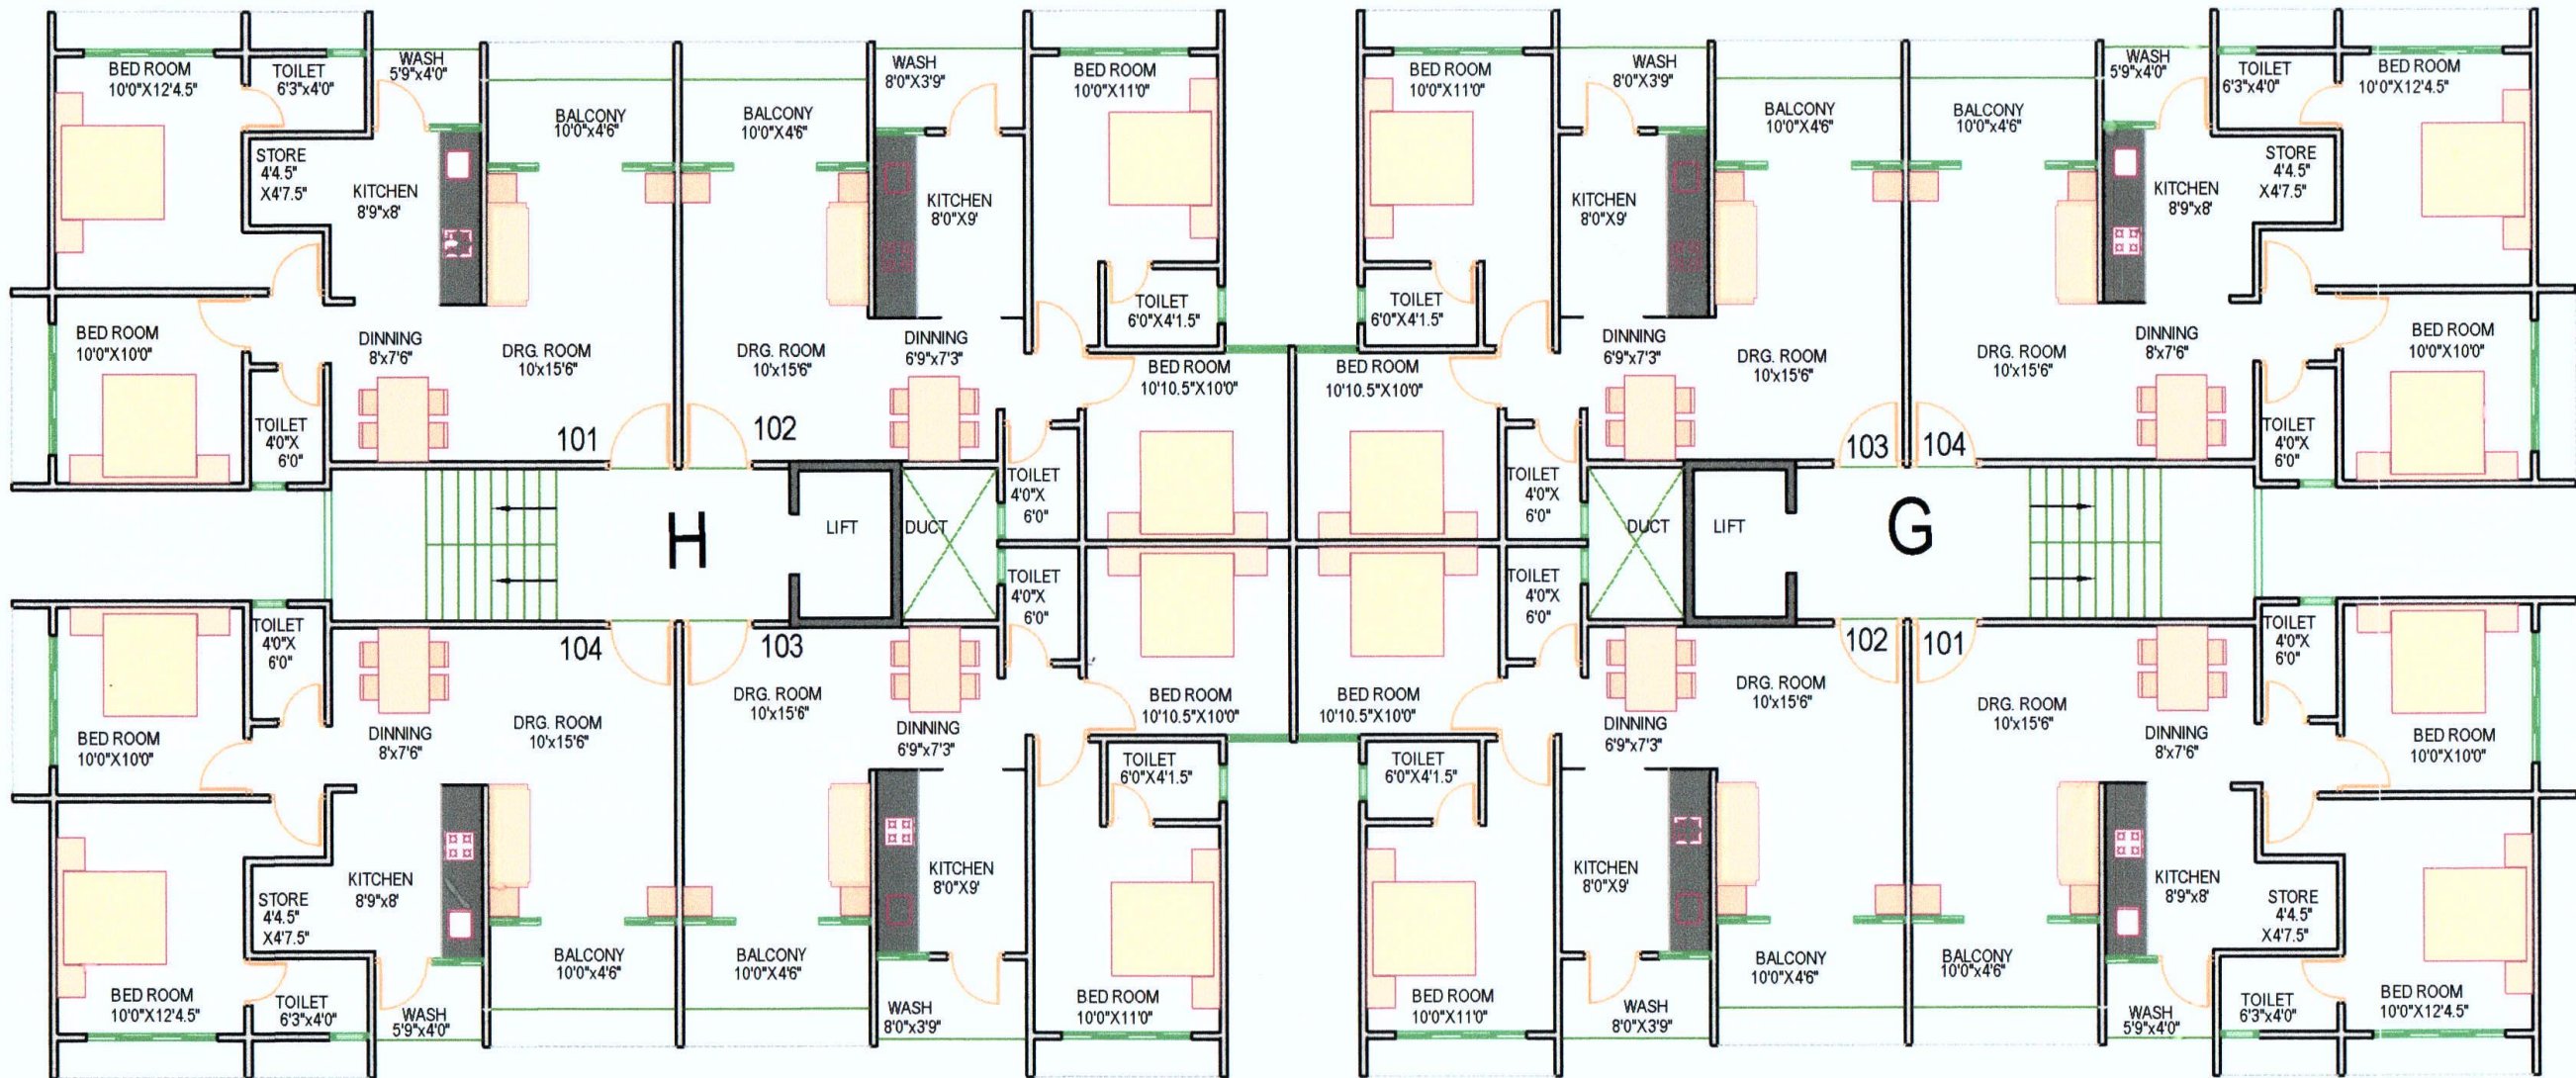 BED ROOM
10'0"X12'4.5"
TOILET
6'3"x4'0"
WASH
5'9"x4'0"
STORE
4'4.5"
X4'7.5"
KITCHEN
8'9"x8'
BALCONY
10'0"x4'6"
BED ROOM
10'0"X10'0"
DINNING
8'x7'6"
DRG. ROOM
10'x15'6"
TOILET
4'0"X
6'0"
101
BALCONY
10'0"X4'6"
WASH
8'0"X3'9"
KITCHEN
8'0"X9'
BED ROOM
10'0"X11'0"
TOILET
6'0"X4'1.5"
DRG. ROOM
10'x15'6"
DINNING
6'9"x7'3"
BED ROOM
10'10.5"X10'0"
102
TOILET
4'0"X
6'0"
BED ROOM
10'0"X11'0"
WASH
8'0"X3'9"
BALCONY
10'0"X4'6"
KITCHEN
8'0"X9'
TOILET
6'0"X4'1.5"
BED ROOM
10'10.5"X10'0"
DINNING
6'9"x7'3"
DRG. ROOM
10'x15'6"
TOILET
4'0"X
6'0"
103
BALCONY
10'0"x4'6"
WASH
5'9"x4'0"
TOILET
6'3"x4'0"
BED ROOM
10'0"X12'4.5"
STORE
4'4.5"
X4'7.5"
KITCHEN
8'9"x8'
DRG. ROOM
10'x15'6"
DINNING
8'x7'6"
BED ROOM
10'0"X10'0"
104
TOILET
4'0"X
6'0"
H
LIFT
DUCT
DUCT
LIFT
G
TOILET
4'0"X
6'0"
104
BED ROOM
10'0"X10'0"
DINNING
8'x7'6"
DRG. ROOM
10'x15'6"
KITCHEN
8'9"x8'
STORE
4'4.5"
X4'7.5"
BALCONY
10'0"x4'6"
BED ROOM
10'0"X12'4.5"
TOILET
6'3"x4'0"
WASH
5'9"x4'0"
TOILET
4'0"X
6'0"
103
DRG. ROOM
10'x15'6"
DINNING
6'9"x7'3"
BED ROOM
10'10.5"X10'0"
TOILET
6'0"X4'1.5"
KITCHEN
8'0"X9'
BALCONY
10'0"X4'6"
WASH
8'0"x3'9"
BED ROOM
10'0"X11'0"
TOILET
4'0"X
6'0"
102
BED ROOM
10'10.5"X10'0"
DINNING
6'9"x7'3"
DRG. ROOM
10'x15'6"
TOILET
6'0"X4'1.5"
KITCHEN
8'0"X9'
BALCONY
10'0"X4'6"
BED ROOM
10'0"X11'0"
WASH
8'0"X3'9"
101
TOILET
4'0"X
6'0"
DRG. ROOM
10'x15'6"
DINNING
8'x7'6"
BED ROOM
10'0"X10'0"
KITCHEN
8'9"x8'
STORE
4'4.5"
X4'7.5"
BALCONY
10'0"x4'6"
WASH
5'9"x4'0"
TOILET
6'3"x4'0"
BED ROOM
10'0"X12'4.5"